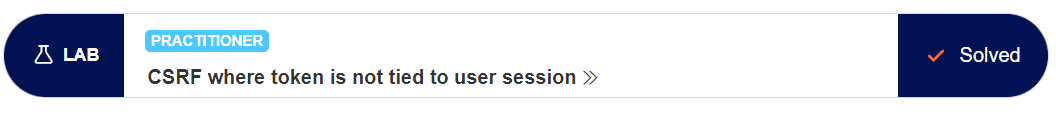 LAB
PRACTITIONER
CSRF where token is not tied to user session
Solved